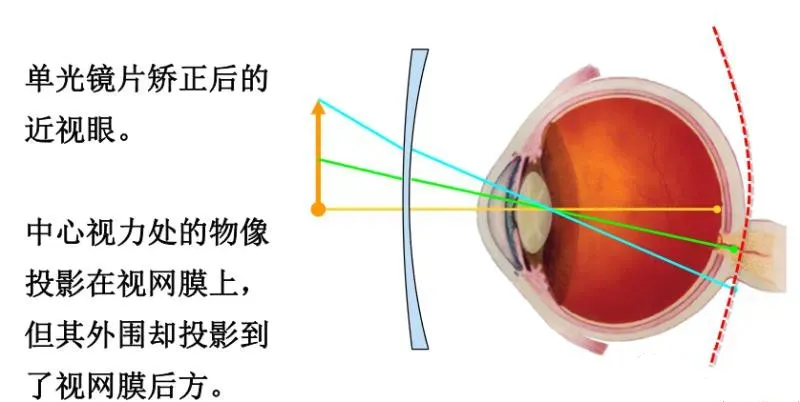 单光镜片矫正后的
近视眼。
中心视力处的物像
投影在视网膜上，
但其外围却投影到
了视网膜后方。